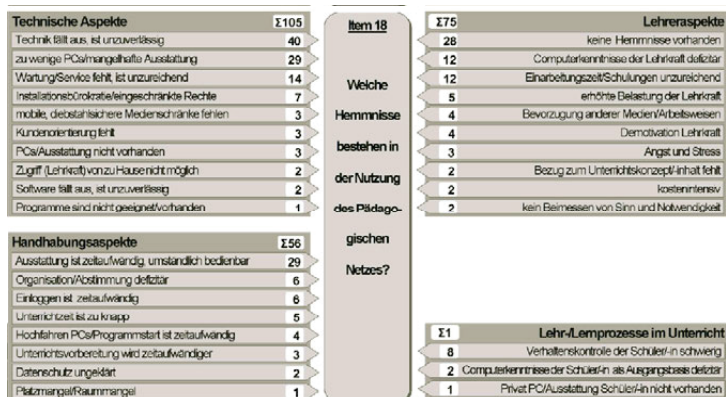 Technische Aspekte Σ105
Technik fällt aus, ist unzuverlässig 40
zu wenige PCs/mangelhafte Ausstattung 29
Wartung/Service fehlt, ist unzureichend 14
Installationsbürokratie/eingeschränkte Rechte 7
mobile, diebstahlsichere Medienschränke fehlen 3
Kundenorientierung fehlt 3
PCs/Ausstattung nicht vorhanden 3
Zugriff (Lehrkraft) von zu Hause nicht möglich 2
Software fällt aus, ist unzuverlässig 2
Programme sind nicht geeignet/vorhanden 1
Handhabungsaspekte Σ56
Ausstattung ist zeitaufwändig, umständlich bedienbar 29
Organisation/Abstimmung defizitär 6
Einloggen ist zeitaufwändig 6
Unterrichtzeit ist zu knapp 5
Hochfahren PCs/Programmstart ist zeitaufwändig 4
Unterrichtsvorbereitung wird zeitaufwändiger 3
Datenschutz ungeklärt 2
Platzmangel/Raummangel 1
Item 18
Welche
Hemmnisse
bestehen in
der Nutzung
des Pädago-
gischen
Netzes?
Σ75 Lehreraspekte
28 keine Hemmnisse vorhanden
12 Computerkenntnisse der Lehrkraft defizitär
12 Einarbeitungszeit/Schulungen unzureichend
5 erhöhte Belastung der Lehrkraft
4 Bevorzugung anderer Medien/Arbeitsweisen
4 Demotivation Lehrkraft
3 Angst und Stress
2 Bezug zum Unterrichtskonzept/-inhalt fehlt
2 kostenintensiv
2 kein Beimessen von Sinn und Notwendigkeit
Σ1 Lehr-/Lernprozesse im Unterricht
8 Verhaltenskontrolle der Schüler/-in schwierig
2 Computerkenntnisse der Schüler/-in als Ausgangsbasis defizitär
1 Privat PC/Ausstattung Schüler/-in nicht vorhanden